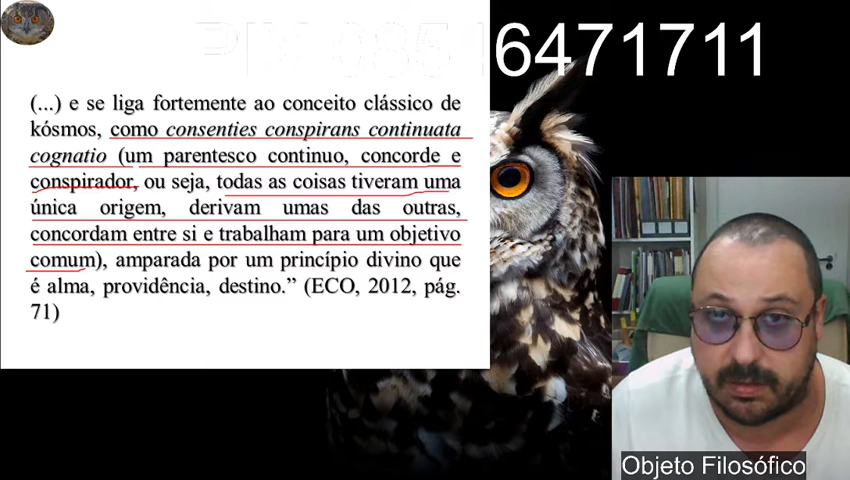 6471711
(...) e se liga fortemente ao conceito clássico de
kósmos, como consenties conspirans continuata
cognatio (um parentesco continuo, concorde e
conspirador, ou seja, todas as coisas tiveram uma
única origem, derivam umas das outras,
concordam entre si e trabalham para um objetivo
comum), amparada por um princípio divino que
é alma, providência, destino.” (ECO, 2012, pág.
71)
Objeto Filosófico